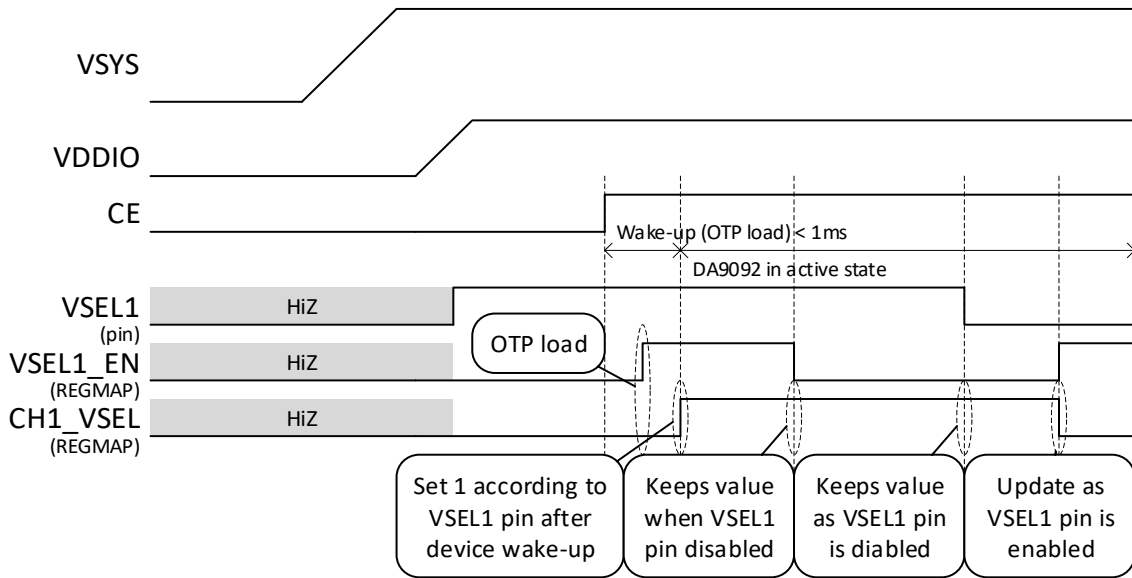 VSYS
VDDIO
CE
Wake-up (OTP load) < 1ms
DA9092 in active state
VSEL1
(pin)
HiZ
OTP load
VSEL1_EN
(REGMAP)
HiZ
CH1_VSEL
(REGMAP)
HiZ
Set 1 according to
VSEL1 pin after
device wake-up
Keeps value
when VSEL1
pin disabled
Keeps value
as VSEL1 pin
is diabled
Update as
VSEL1 pin is
enabled